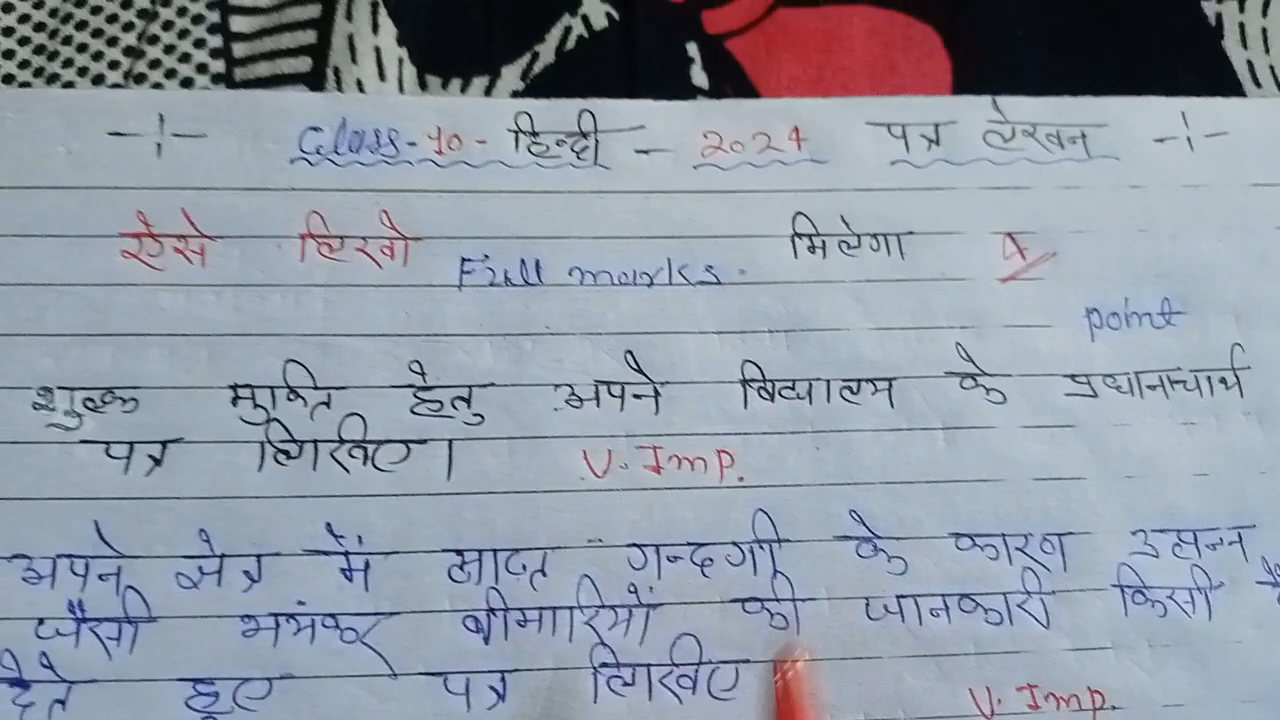 -:- Class-10- हिन्दी - 2024 पत्र लेखन -:-
ऐसे लिखो Full marks. मिलेगा 4
point
शुल्क मुक्ति हेतु अपने विद्यालय के प्रधानाचार्य
पत्र लिखिए। V. Imp.
अपने क्षेत्र में गन्दगी के कारण उत्पन्न
जैसी भयंकर बीमारियों की जानकारी किसी
देते हुए पत्र लिखिए V. Imp.